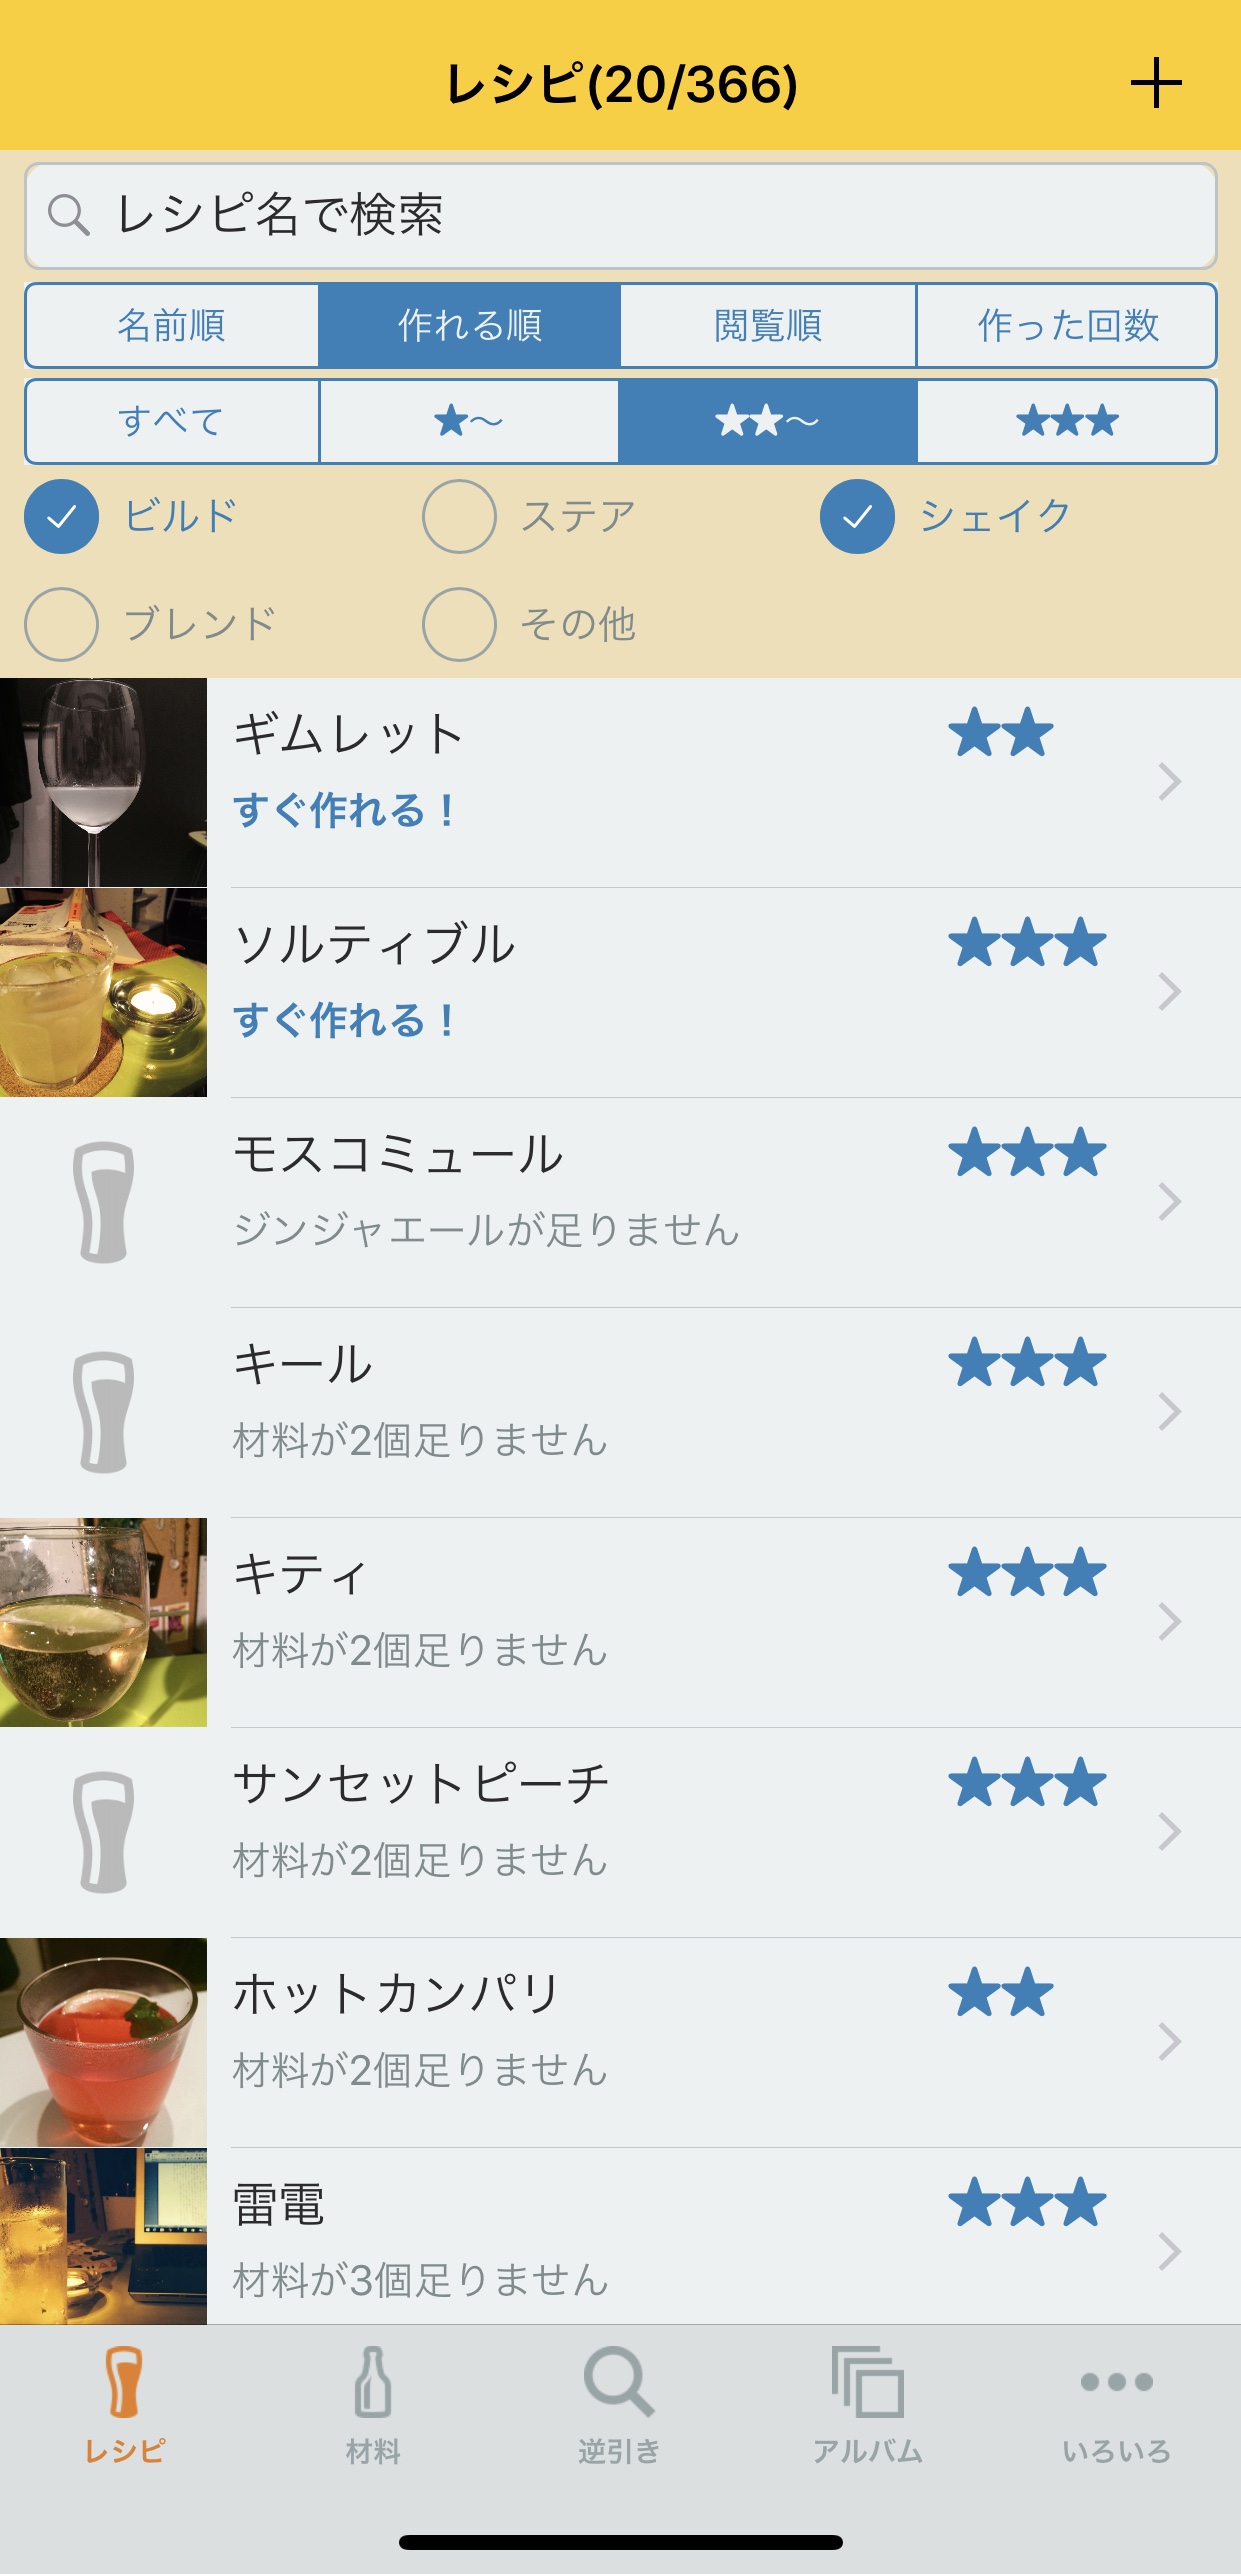 レシピ(20/366)
レシピ名で検索
名前順 作れる順 閲覧順 作った回数
すべて ★〜 ★★〜 ★★★
ビルド ステア シェイク
ブレンド その他
ギムレット ★★
すぐ作れる！
ソルティブル ★★★
すぐ作れる！
モスコミュール ★★★
ジンジャエールが足りません
キール ★★★
材料が2個足りません
キティ ★★★
材料が2個足りません
サンセットピーチ ★★★
材料が2個足りません
ホットカンパリ ★★
材料が2個足りません
雷電 ★★★
材料が3個足りません
レシピ 材料 逆引き アルバム いろいろ